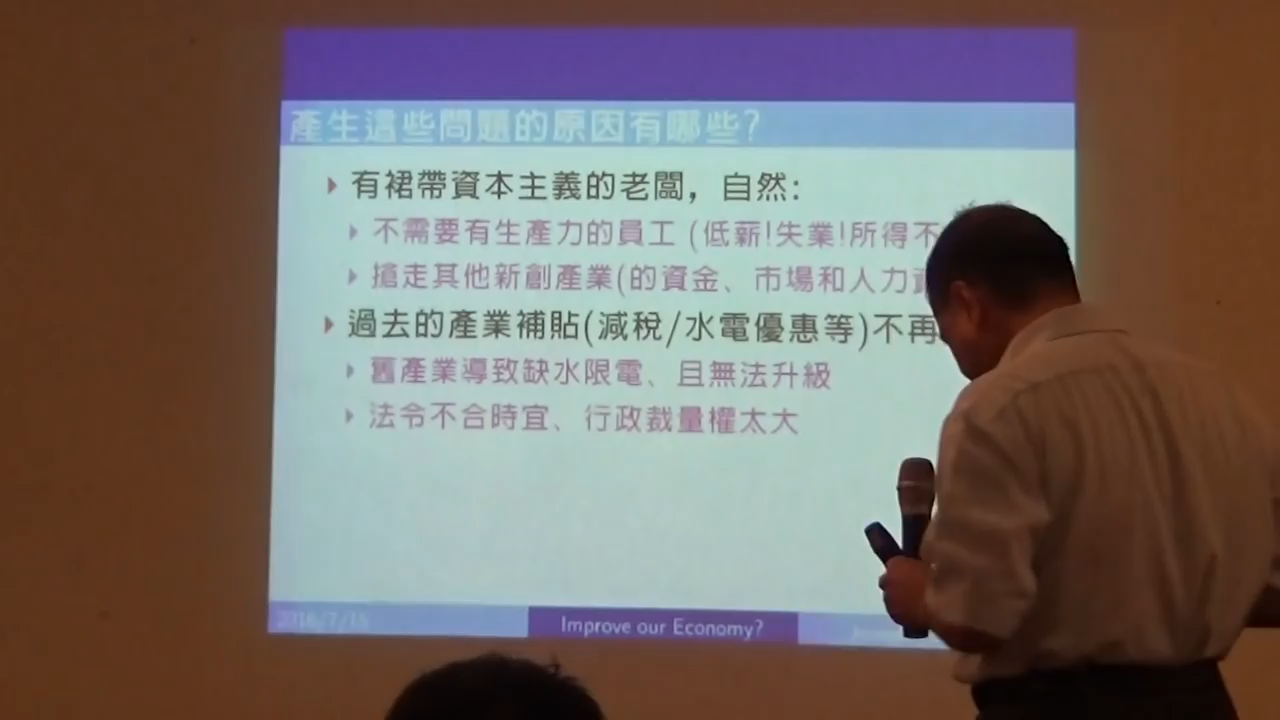 產生這些問題的原因有哪些?
有裙帶資本主義的老闆，自然:
不需要有生產力的員工 (低薪!失業!所得不
搶走其他新創產業(的資金、市場和人力資
過去的產業補貼(減稅/水電優惠等)不再
舊產業導致缺水限電、且無法升級
法令不合時宜、行政裁量權太大
2016/7/15
Improve our Economy?